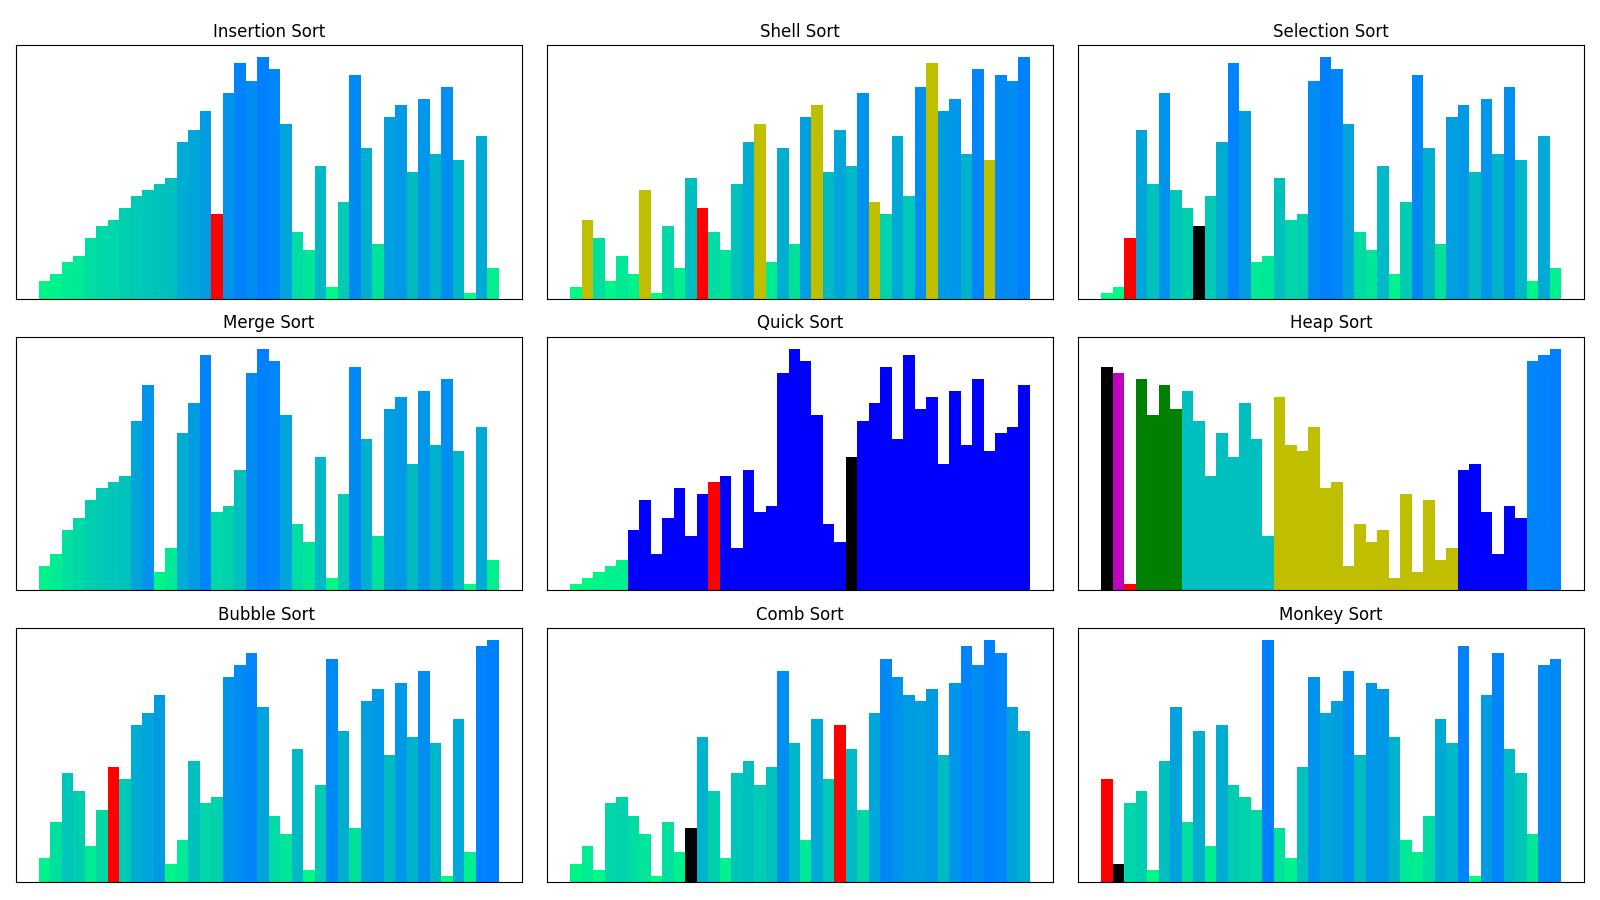 Insertion Sort
Shell Sort
Selection Sort
Merge Sort
Quick Sort
Heap Sort
Bubble Sort
Comb Sort
Monkey Sort